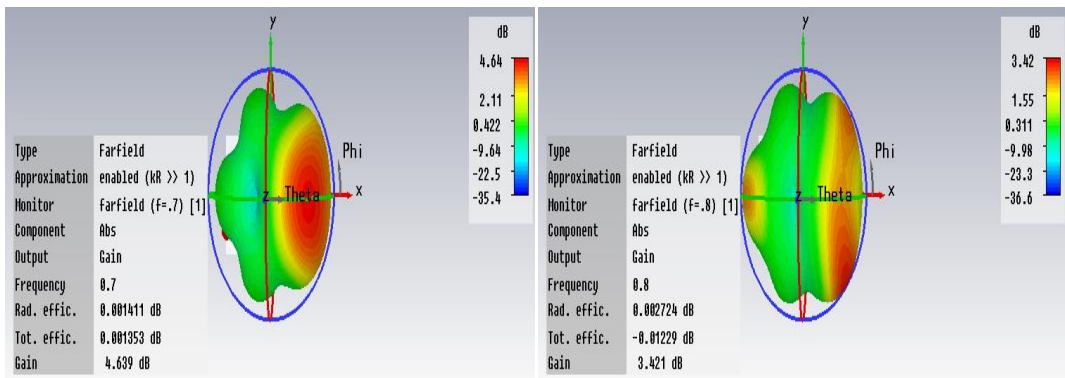 y
dB
4.64
2.11
0.422
-9.64
-22.5
-35.4
Phi
z Theta x
Type Farfield
Approximation enabled (kR >> 1)
Monitor farfield (f=.7) [1]
Component Abs
Output Gain
Frequency 0.7
Rad. effic. 0.001411 dB
Tot. effic. 0.001353 dB
Gain 4.639 dB
y
dB
3.42
1.55
0.311
-9.98
-23.3
-36.6
Phi
z Theta x
Type Farfield
Approximation enabled (kR >> 1)
Monitor farfield (f=.8) [1]
Component Abs
Output Gain
Frequency 0.8
Rad. effic. 0.002724 dB
Tot. effic. -0.01229 dB
Gain 3.421 dB